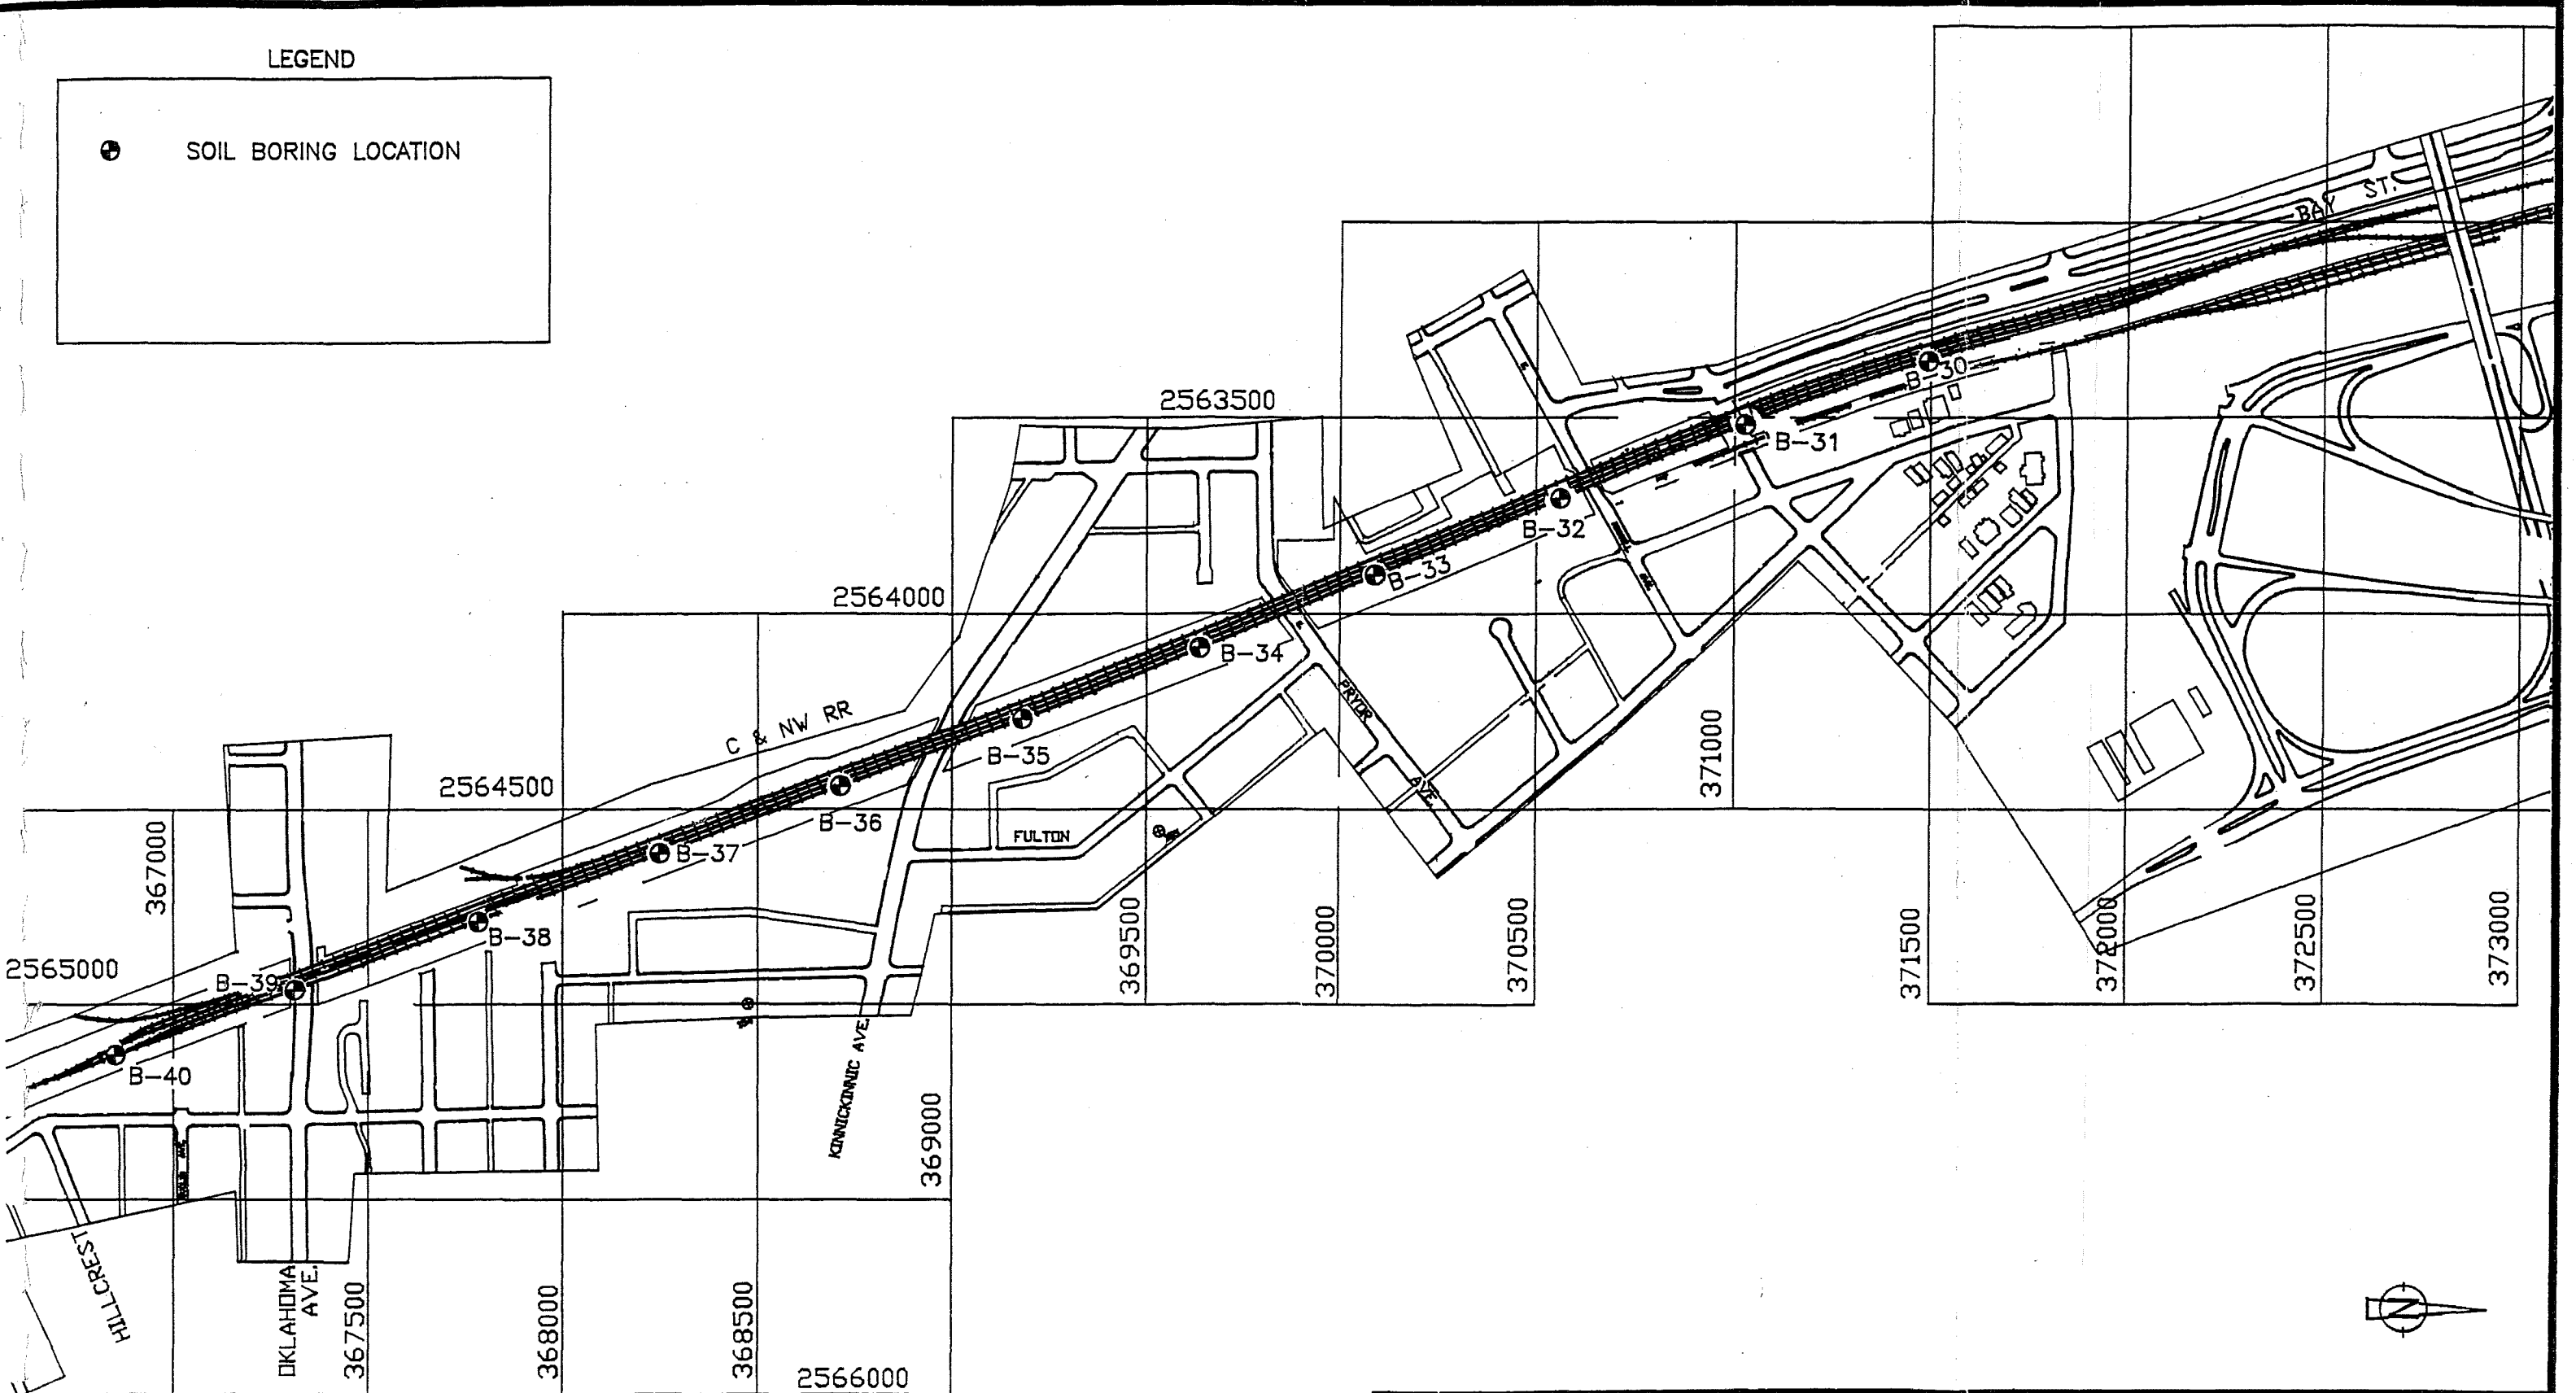 LEGEND
SOIL BORING LOCATION
BAY ST.
B-30
2563500
B-31
B-32
B-33
2564000
B-34
PRYOR AVE.
C & NW RR
B-35
371000
2564500
B-36
FULTON
B-37
367000
B-38
369500
370000
370500
371500
372000
372500
373000
2565000
B-39
B-40
KINNICKINNIC AVE.
369000
HILLCREST
OKLAHOMA AVE.
367500
368000
368500
2566000
N